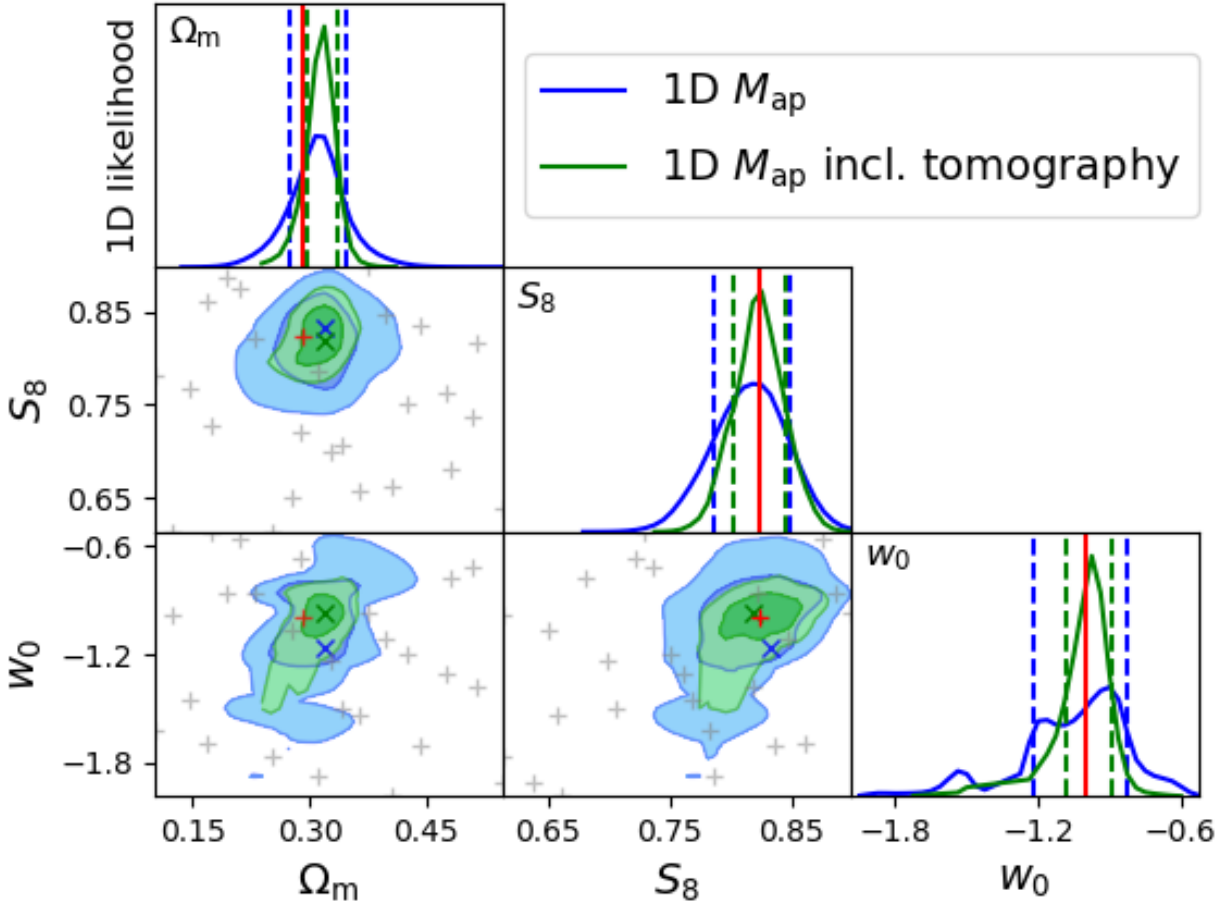 Ωm
1D likelihood
1D Map
1D Map incl. tomography
S8
0.85
0.75
0.65
S8
w0
−0.6
−1.2
−1.8
w0
0.15 0.30 0.45
0.65 0.75 0.85
−1.8 −1.2 −0.6
Ωm
S8
w0